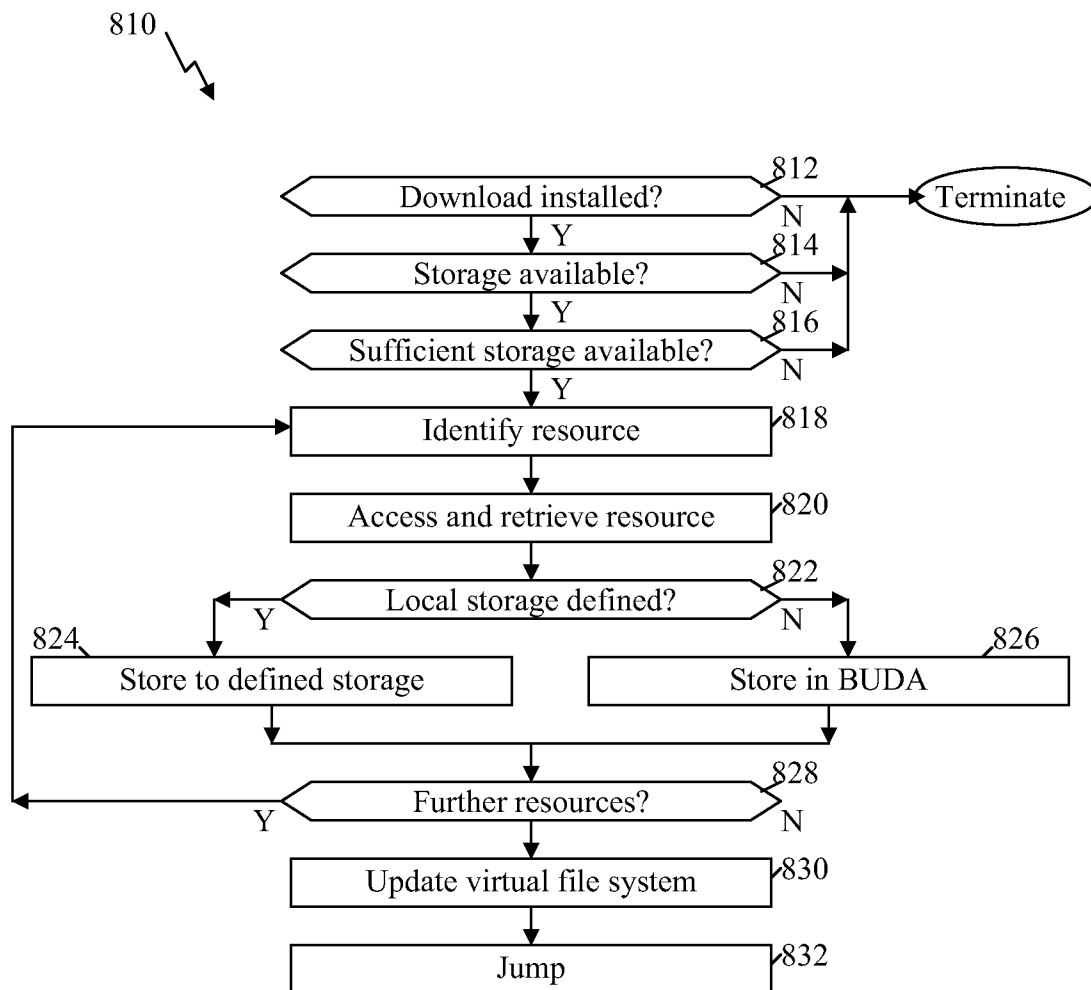 810
812
Download installed?
Terminate
N
Y
814
Storage available?
N
Y
816
Sufficient storage available?
N
Y
818
Identify resource
820
Access and retrieve resource
822
Local storage defined?
Y
N
824
826
Store to defined storage
Store in BUDA
828
Further resources?
Y
N
830
Update virtual file system
832
Jump